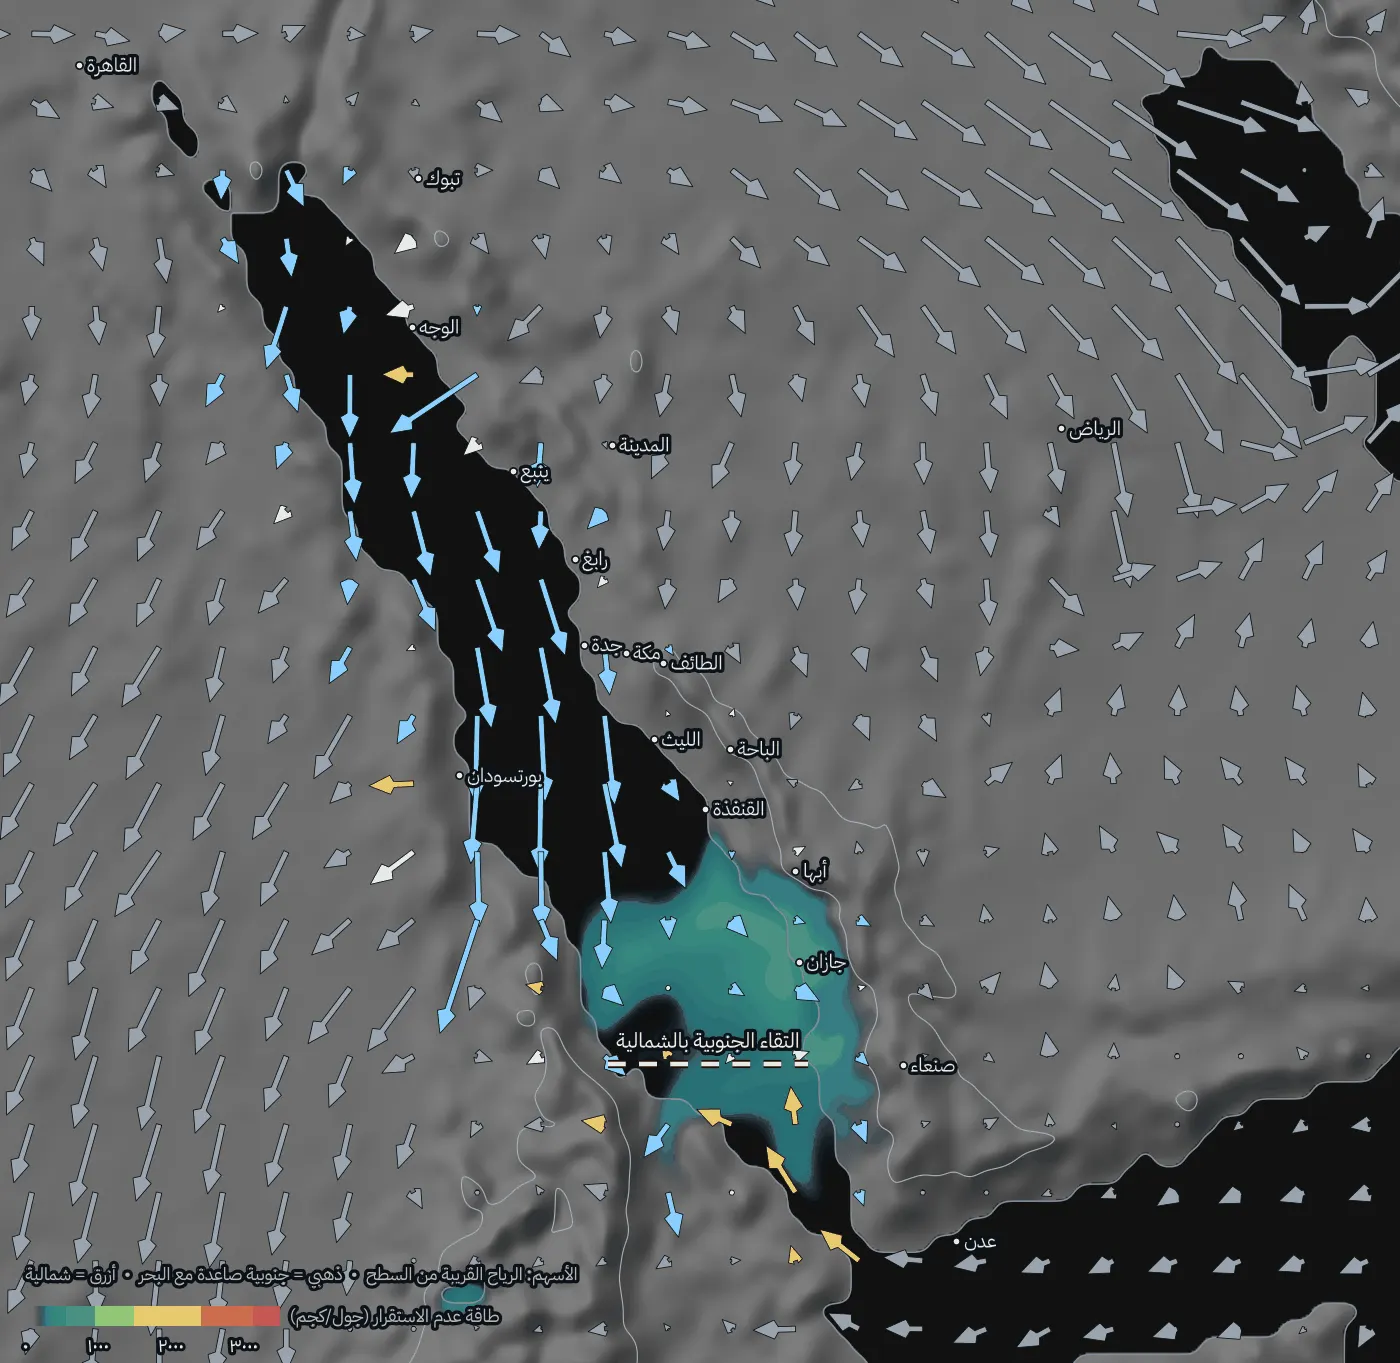 القاهرة
تبوك
الوجه
الرياض
المدينة
ينبع
رابغ
جدة
مكة
الطائف
الليث
الباحة
بورتسودان
القنفذة
أبها
جازان
التقاء الجنوبية بالشمالية
صنعاء
عدن
الأسهم: الرياح القريبة من السطح • ذهبي = جنوبية صاعدة مع البحر • أزرق = شمالية
طاقة عدم الاستقرار (جول/كجم)
٠ ١٠٠٠ ٢٠٠٠ ٣٠٠٠